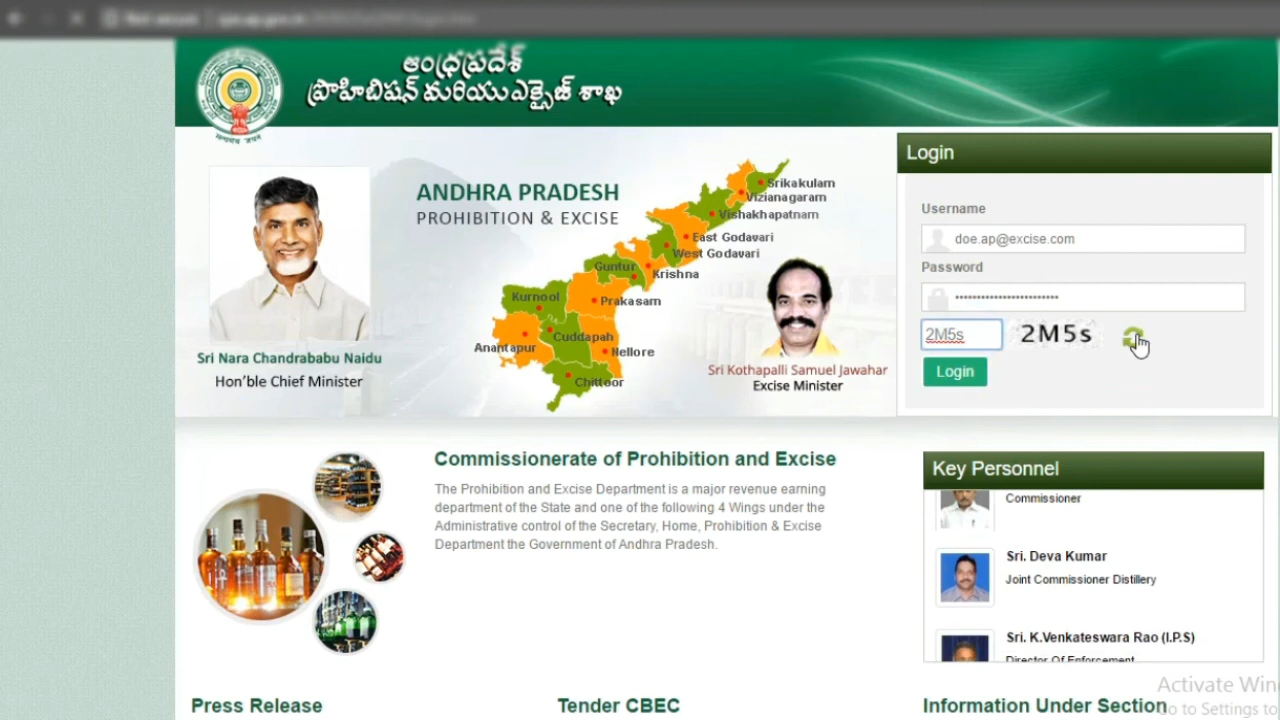 Not secure
ఆంధ్రప్రదేశ్
ప్రొహిబిషన్ మరియు ఎక్సైజ్ శాఖ
सत्यमेव जयते
ANDHRA PRADESH
PROHIBITION & EXCISE
Srikakulam
Vizianagaram
Vishakhapatnam
East Godavari
West Godavari
Guntur
Krishna
Kurnool
Prakasam
Cuddapah
Anantapur
Nellore
Chittoor
Sri Nara Chandrababu Naidu
Hon'ble Chief Minister
Sri Kothapalli Samuel Jawahar
Excise Minister
Login
Username
doe.ap@excise.com
Password
2M5s 2M5s
Login
Commissionerate of Prohibition and Excise
The Prohibition and Excise Department is a major revenue earning
department of the State and one of the following 4 Wings under the
Administrative control of the Secretary, Home, Prohibition & Excise
Department the Government of Andhra Pradesh.
Key Personnel
Commissioner
Sri. Deva Kumar
Joint Commissioner Distillery
Sri. K.Venkateswara Rao (I.P.S)
Director Of Enforcement
Press Release
Tender CBEC
Information Under Section
Activate Win
Go to Settings to